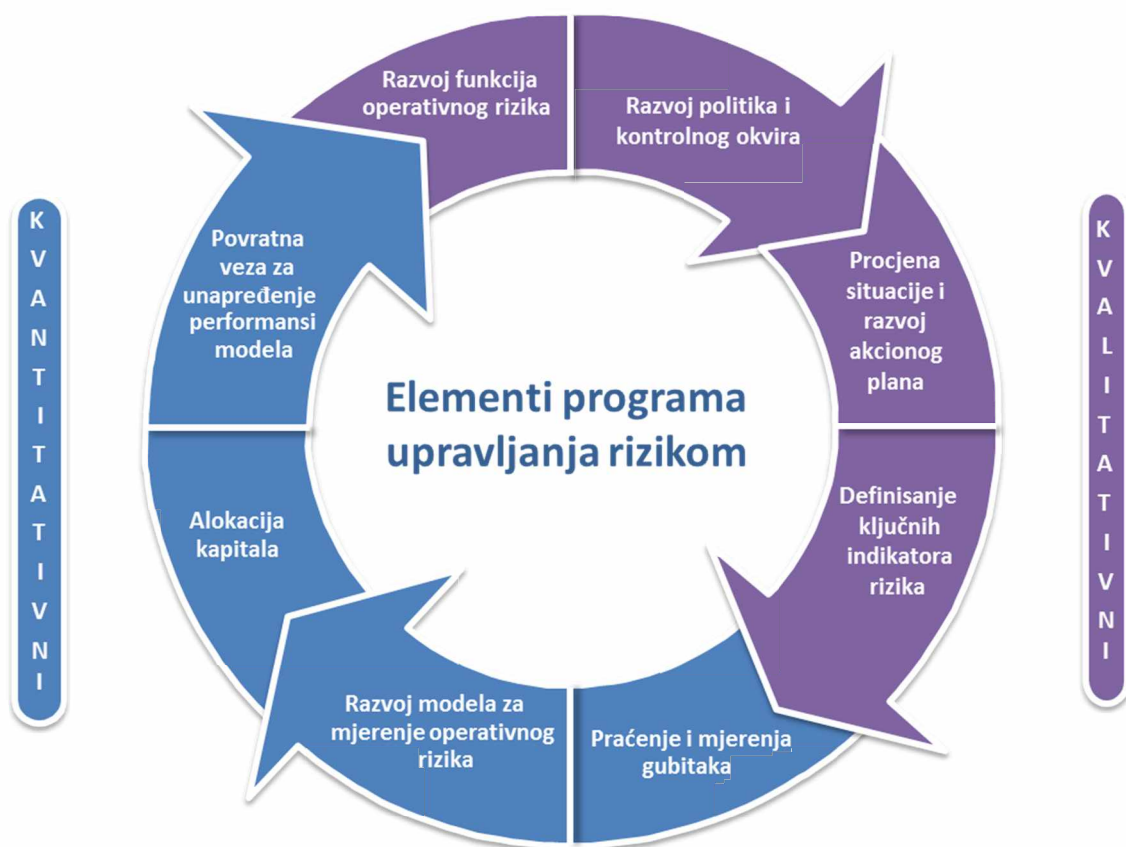 Razvoj funkcija
operativnog rizika
Razvoj politika i
kontrolnog okvira
Procjena
situacije i
razvoj
akcionog
plana
Definisanje
ključnih
indikatora
rizika
Praćenje i mjerenja
gubitaka
Razvoj modela za
mjerenje operativnog
rizika
Alokacija
kapitala
Povratna
veza za
unapređenje
performansi
modela
Elementi programa
upravljanja rizikom
KVANTITATIVNI
KVALITATIVNI